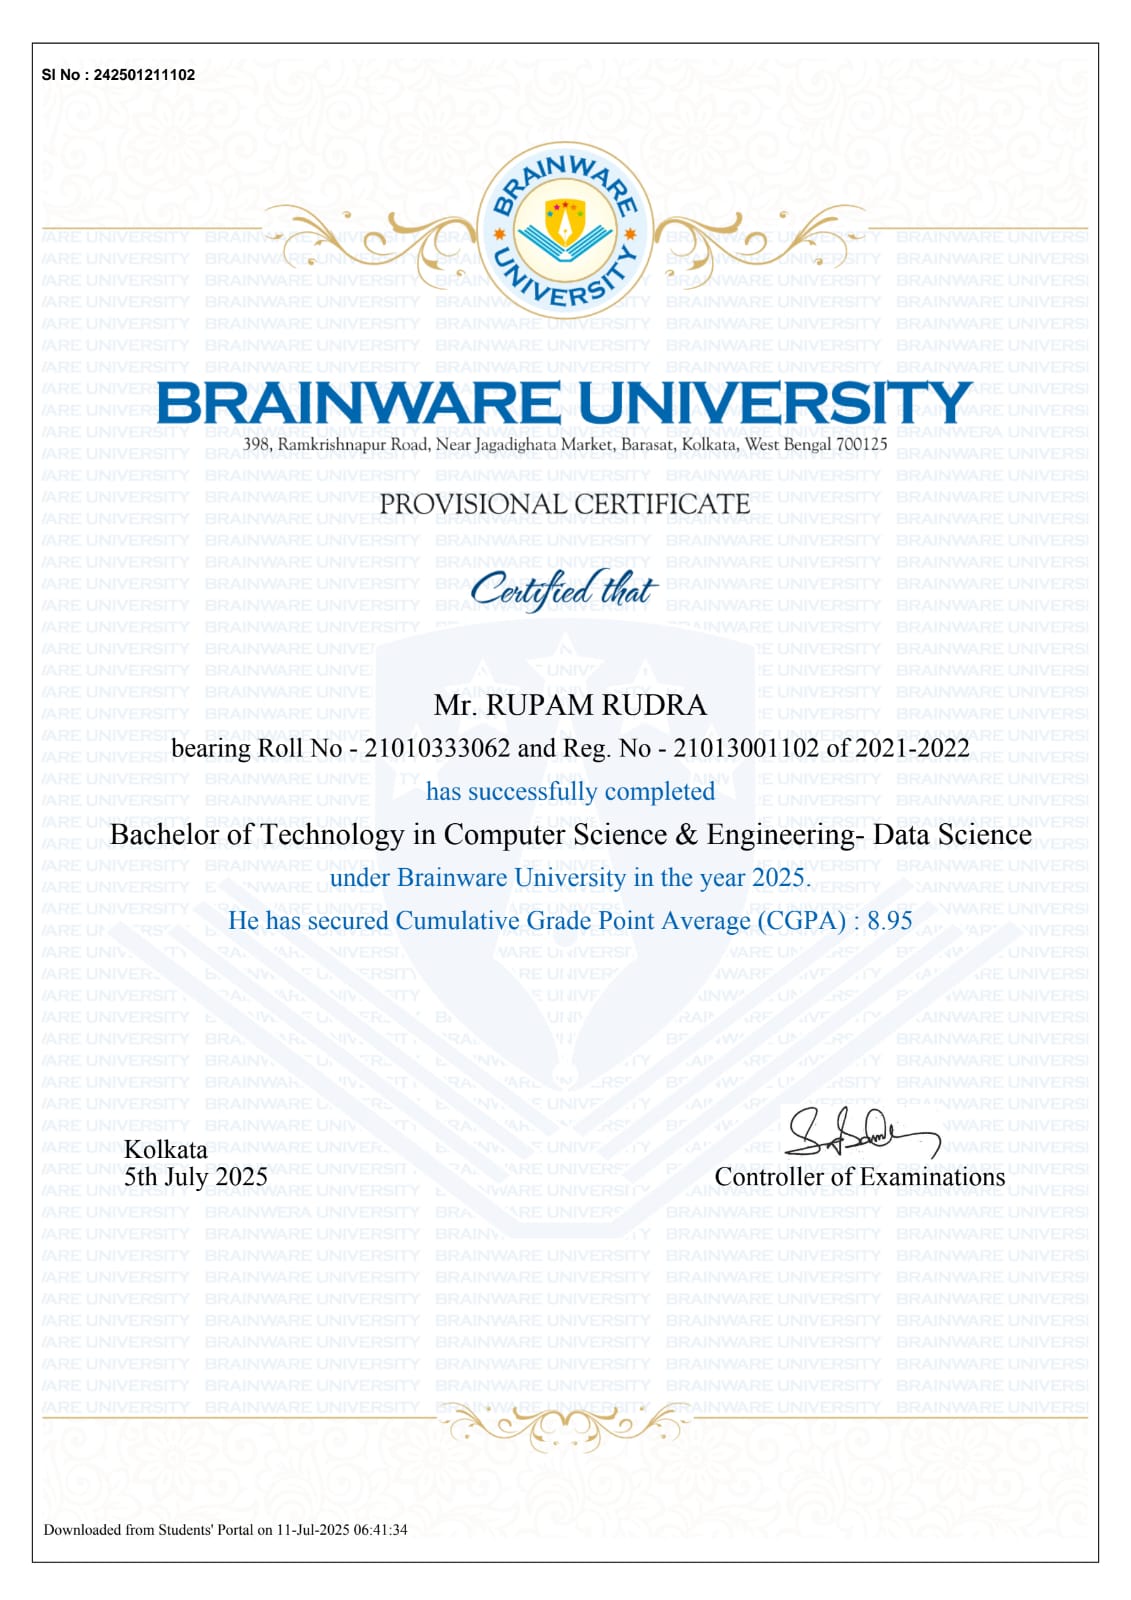 Sl No : 242501211102
BRAINWARE UNIVERSITY
BRAINWARE UNIVERSITY
398, Ramkrishnapur Road, Near Jagadighata Market, Barasat, Kolkata, West Bengal 700125
PROVISIONAL CERTIFICATE
Certified that
Mr. RUPAM RUDRA
bearing Roll No - 21010333062 and Reg. No - 21013001102 of 2021-2022
has successfully completed
Bachelor of Technology in Computer Science & Engineering- Data Science
under Brainware University in the year 2025.
He has secured Cumulative Grade Point Average (CGPA) : 8.95
Kolkata
5th July 2025
Controller of Examinations
Downloaded from Students' Portal on 11-Jul-2025 06:41:34